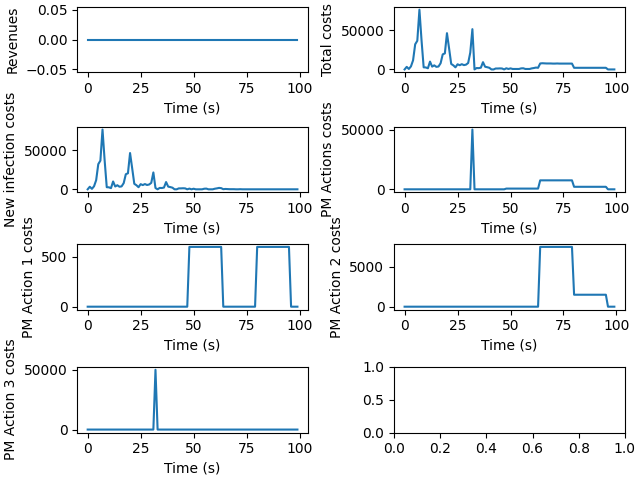 Revenues
0.05
0.00
−0.05
0 25 50 75 100
Time (s)
Total costs
50000
0
0 25 50 75 100
Time (s)
New infection costs
50000
0
0 25 50 75 100
Time (s)
PM Actions costs
50000
0
0 25 50 75 100
Time (s)
PM Action 1 costs
500
0
0 25 50 75 100
Time (s)
PM Action 2 costs
5000
0
0 25 50 75 100
Time (s)
PM Action 3 costs
50000
0
0 25 50 75 100
Time (s)
1.0
0.5
0.0
0.0 0.2 0.4 0.6 0.8 1.0